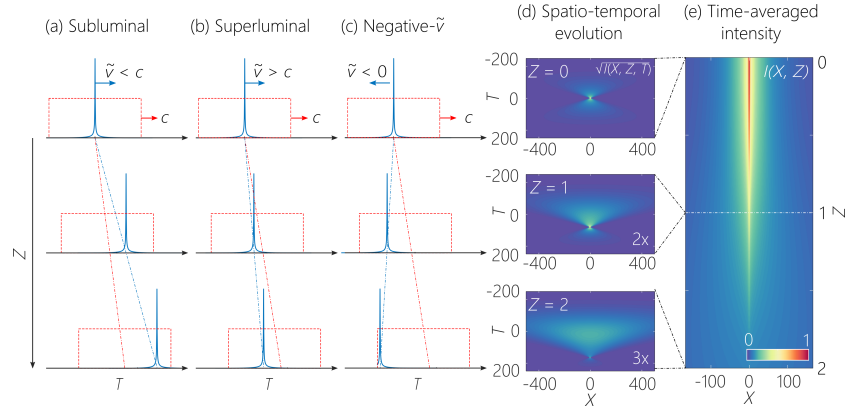 (a) Subluminal
(b) Superluminal
(c) Negative-ṽ
(d) Spatio-temporal
evolution
(e) Time-averaged
intensity
ṽ < c
c
ṽ > c
c
ṽ < 0
c
Z
T
T
T
-200
T 0
200
Z = 0
√I(X, Z, T)
-400 0 400
-200
T 0
200
Z = 1
2x
-400 0 400
-200
T 0
200
Z = 2
3x
-400 0 400
X
I(X, Z)
0
1
Z
2
0 1
-100 0 100
X